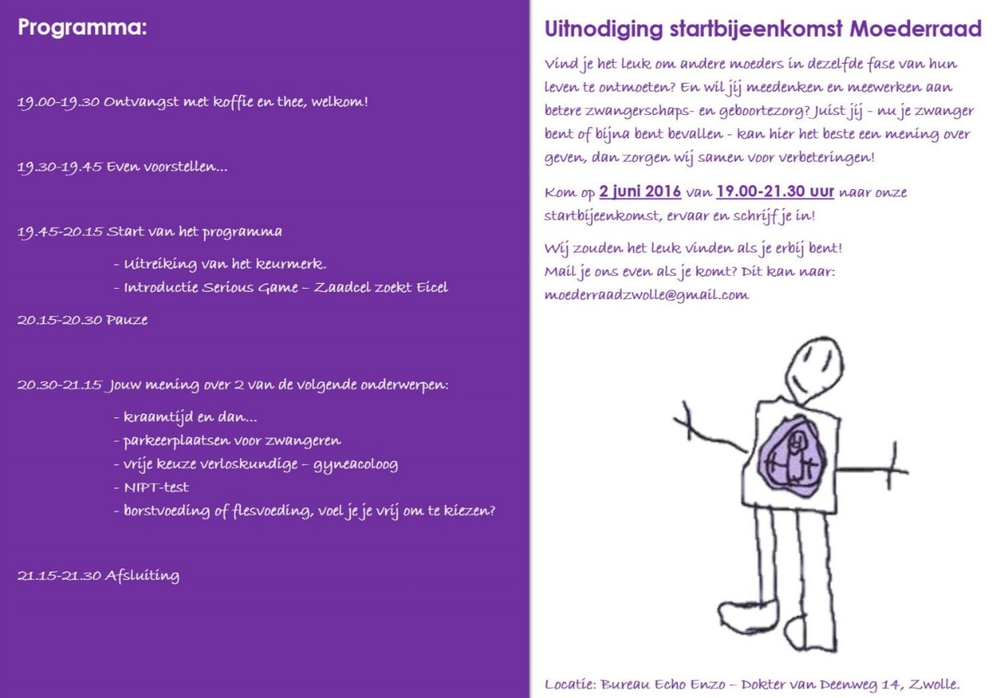 Programma:
19.00-19.30 Ontvangst met koffie en thee, welkom!
19.30-19.45 Even voorstellen...
19.45-20.15 Start van het programma
- Uitreiking van het keurmerk.
- Introductie Serious Game – Zaadcel zoekt Eicel
20.15-20.30 Pauze
20.30-21.15 Jouw mening over 2 van de volgende onderwerpen:
- kraamtijd en dan...
- parkeerplaatsen voor zwangeren
- vrije keuze verloskundige – gyneacoloog
- NIPT-test
- borstvoeding of flesvoeding, voel je je vrij om te kiezen?
21.15-21.30 Afsluiting
Uitnodiging startbijeenkomst Moederraad
Vind je het leuk om andere moeders in dezelfde fase van hun
leven te ontmoeten? En wil jij meedenken en meewerken aan
betere zwangerschaps- en geboortezorg? Juist jij - nu je zwanger
bent of bijna bent bevallen - kan hier het beste een mening over
geven, dan zorgen wij samen voor verbeteringen!
Kom op 2 juni 2016 van 19.00-21.30 uur naar onze
startbijeenkomst, ervaar en schrijf je in!
Wij zouden het leuk vinden als je erbij bent!
Mail je ons even als je komt? Dit kan naar:
moederraadzwolle@gmail.com
Locatie: Bureau Echo Enzo – Dokter van Deenweg 14, Zwolle.